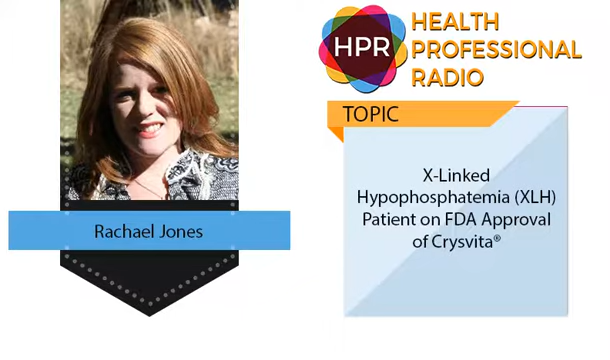 Rachael Jones
HPR
HEALTH
PROFESSIONAL
RADIO
TOPIC
X-Linked
Hypophosphatemia (XLH)
Patient on FDA Approval
of Crysvita®